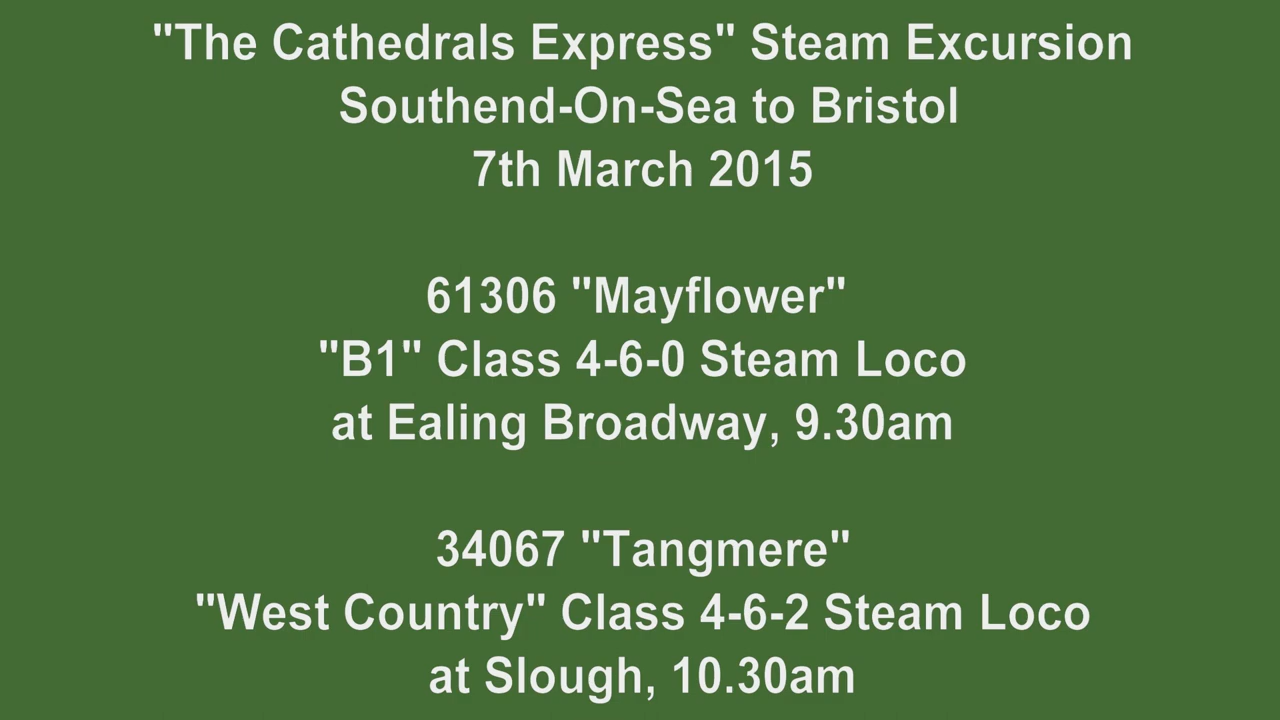 "The Cathedrals Express" Steam Excursion
Southend-On-Sea to Bristol
7th March 2015
61306 "Mayflower"
"B1" Class 4-6-0 Steam Loco
at Ealing Broadway, 9.30am
34067 "Tangmere"
"West Country" Class 4-6-2 Steam Loco
at Slough, 10.30am